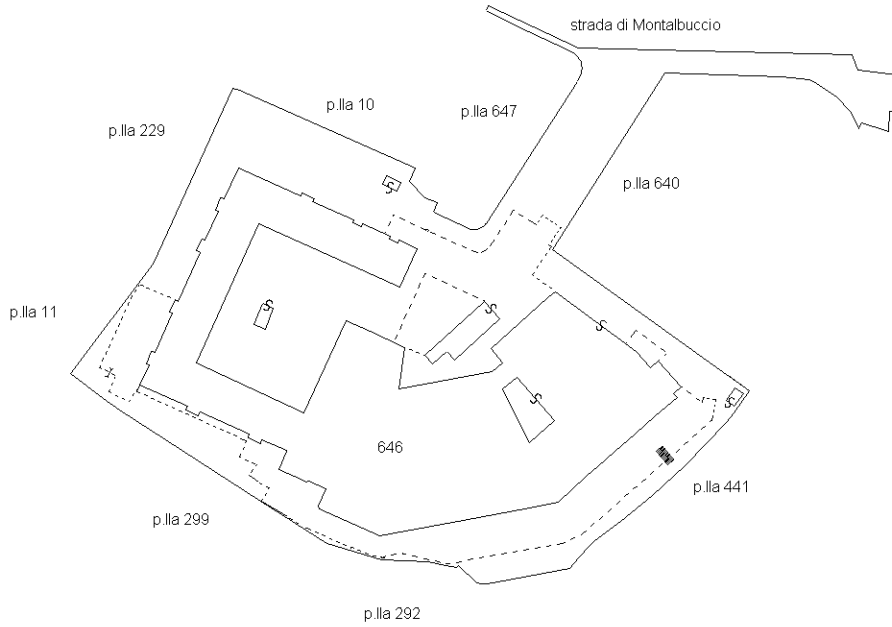 strada di Montalbuccio
p.lla 10
p.lla 647
p.lla 229
p.lla 640
p.lla 11
646
p.lla 441
p.lla 299
p.lla 292